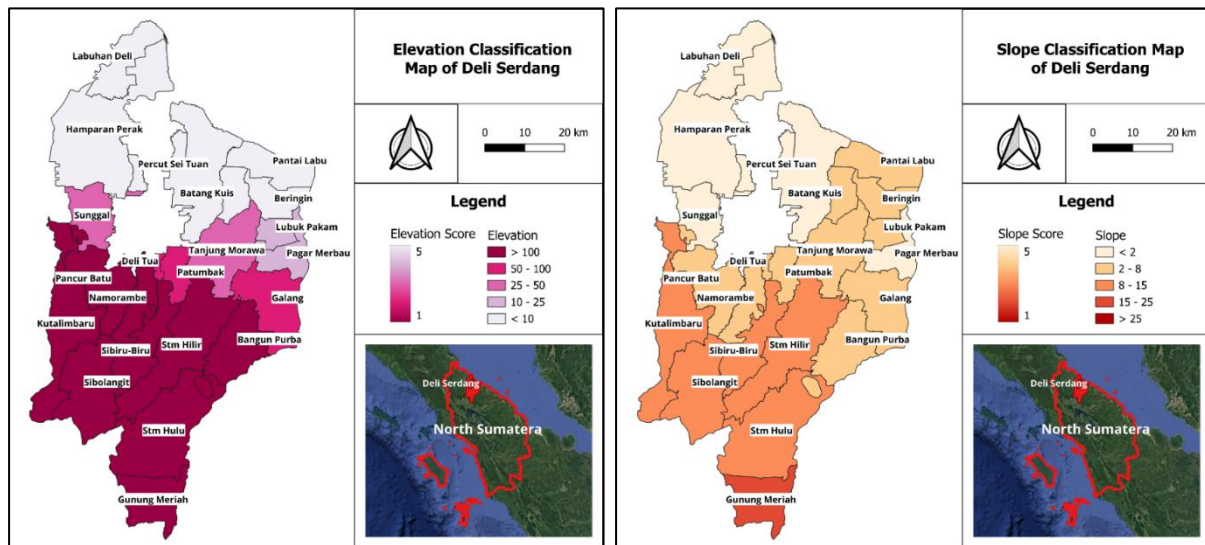 Elevation Classification
Map of Deli Serdang
0 10 20 km
Legend
Elevation Score
5
1
Elevation
> 100
50 - 100
25 - 50
10 - 25
< 10
Deli Serdang
North Sumatera
Labuhan Deli
Hamparan Perak
Percut Sei Tuan
Pantai Labu
Batang Kuis
Beringin
Sunggal
Lubuk Pakam
Tanjung Morawa
Pagar Merbau
Deli Tua
Patumbak
Pancur Batu
Namorambe
Galang
Kutalimbaru
Stm Hilir
Bangun Purba
Sibiru-Biru
Sibolangit
Stm Hulu
Gunung Meriah
Slope Classification Map
of Deli Serdang
0 10 20 km
Legend
Slope Score
5
1
Slope
< 2
2 - 8
8 - 15
15 - 25
> 25
Deli Serdang
North Sumatera
Labuhan Deli
Hamparan Perak
Percut Sei Tuan
Pantai Labu
Batang Kuis
Beringin
Sunggal
Lubuk Pakam
Tanjung Morawa
Pagar Merbau
Deli Tua
Patumbak
Pancur Batu
Namorambe
Galang
Kutalimbaru
Stm Hilir
Bangun Purba
Sibiru-Biru
Sibolangit
Stm Hulu
Gunung Meriah